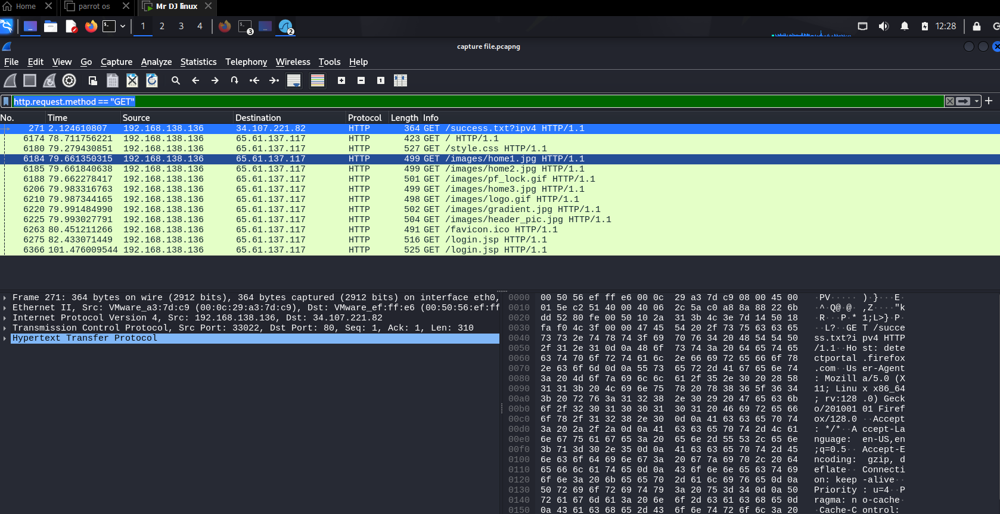 Home parrot os Mr DJ linux
1 2 3 4 3 2 12:28
capture file.pcapng
File Edit View Go Capture Analyze Statistics Telephony Wireless Tools Help
http.request.method == "GET"
No. Time Source Destination Protocol Length Info
271 2.124610807 192.168.138.136 34.107.221.82 HTTP 364 GET /success.txt?ipv4 HTTP/1.1
6174 78.711756221 192.168.138.136 65.61.137.117 HTTP 423 GET / HTTP/1.1
6180 79.279430851 192.168.138.136 65.61.137.117 HTTP 527 GET /style.css HTTP/1.1
6184 79.661350315 192.168.138.136 65.61.137.117 HTTP 499 GET /images/home1.jpg HTTP/1.1
6185 79.661840638 192.168.138.136 65.61.137.117 HTTP 499 GET /images/home2.jpg HTTP/1.1
6188 79.662278417 192.168.138.136 65.61.137.117 HTTP 501 GET /images/pf_lock.gif HTTP/1.1
6206 79.983316763 192.168.138.136 65.61.137.117 HTTP 499 GET /images/home3.jpg HTTP/1.1
6210 79.987344165 192.168.138.136 65.61.137.117 HTTP 498 GET /images/logo.gif HTTP/1.1
6220 79.991484990 192.168.138.136 65.61.137.117 HTTP 502 GET /images/gradient.jpg HTTP/1.1
6225 79.993027791 192.168.138.136 65.61.137.117 HTTP 504 GET /images/header_pic.jpg HTTP/1.1
6263 80.451211266 192.168.138.136 65.61.137.117 HTTP 491 GET /favicon.ico HTTP/1.1
6275 82.433071449 192.168.138.136 65.61.137.117 HTTP 516 GET /login.jsp HTTP/1.1
6366 101.476009544 192.168.138.136 65.61.137.117 HTTP 525 GET /login.jsp HTTP/1.1
Frame 271: 364 bytes on wire (2912 bits), 364 bytes captured (2912 bits) on interface eth0,
Ethernet II, Src: VMware_a3:7d:c9 (00:0c:29:a3:7d:c9), Dst: VMware_ef:ff:e6 (00:50:56:ef:ff
Internet Protocol Version 4, Src: 192.168.138.136, Dst: 34.107.221.82
Transmission Control Protocol, Src Port: 33022, Dst Port: 80, Seq: 1, Ack: 1, Len: 310
Hypertext Transfer Protocol
0000 00 50 56 ef ff e6 00 0c 29 a3 7d c9 08 00 45 00 ·PV····· )·}···E·
0010 01 5e c2 51 40 00 40 06 2c 5a c0 a8 8a 88 22 6b ·^·Q@·@· ,Z····"k
0020 dd 52 80 fe 00 50 10 2a 31 3b 4c 3e 7d 14 50 18 ·R···P·* 1;L>}·P·
0030 fa f0 4c 3f 00 00 47 45 54 20 2f 73 75 63 63 65 ··L?··GE T /succe
0040 73 73 2e 74 78 74 3f 69 70 76 34 20 48 54 54 50 ss.txt?i pv4 HTTP
0050 2f 31 2e 31 0d 0a 48 6f 73 74 3a 20 64 65 74 65 /1.1··Ho st: dete
0060 63 74 70 6f 72 74 61 6c 2e 66 69 72 65 66 6f 78 ctportal .firefox
0070 2e 63 6f 6d 0d 0a 55 73 65 72 2d 41 67 65 6e 74 .com··Us er-Agent
0080 3a 20 4d 6f 7a 69 6c 6c 61 2f 35 2e 30 20 28 58 : Mozill a/5.0 (X
0090 31 31 3b 20 4c 69 6e 75 78 20 78 38 36 5f 36 34 11; Linu x x86_64
00a0 3b 20 72 76 3a 31 32 38 2e 30 29 20 47 65 63 6b ; rv:128 .0) Geck
00b0 6f 2f 32 30 31 30 30 31 30 31 20 46 69 72 65 66 o/201001 01 Firef
00c0 6f 78 2f 31 32 38 2e 30 0d 0a 41 63 63 65 70 74 ox/128.0 ··Accept
00d0 3a 20 2a 2f 2a 0d 0a 41 63 63 65 70 74 2d 4c 61 : */*··A ccept-La
00e0 6e 67 75 61 67 65 3a 20 65 6e 2d 55 53 2c 65 6e nguage: en-US,en
00f0 3b 71 3d 30 2e 35 0d 0a 41 63 63 65 70 74 2d 45 ;q=0.5·· Accept-E
0100 6e 63 6f 64 69 6e 67 3a 20 67 7a 69 70 2c 20 64 ncoding: gzip, d
0110 65 66 6c 61 74 65 0d 0a 43 6f 6e 6e 65 63 74 69 eflate·· Connecti
0120 6f 6e 3a 20 6b 65 65 70 2d 61 6c 69 76 65 0d 0a on: keep -alive··
0130 50 72 69 6f 72 69 74 79 3a 20 75 3d 34 0d 0a 50 Priority : u=4··P
0140 72 61 67 6d 61 3a 20 6e 6f 2d 63 61 63 68 65 0d ragma: n o-cache·
0150 0a 43 61 63 68 65 2d 43 6f 6e 74 72 6f 6c 3a 20 ·Cache-C ontrol: